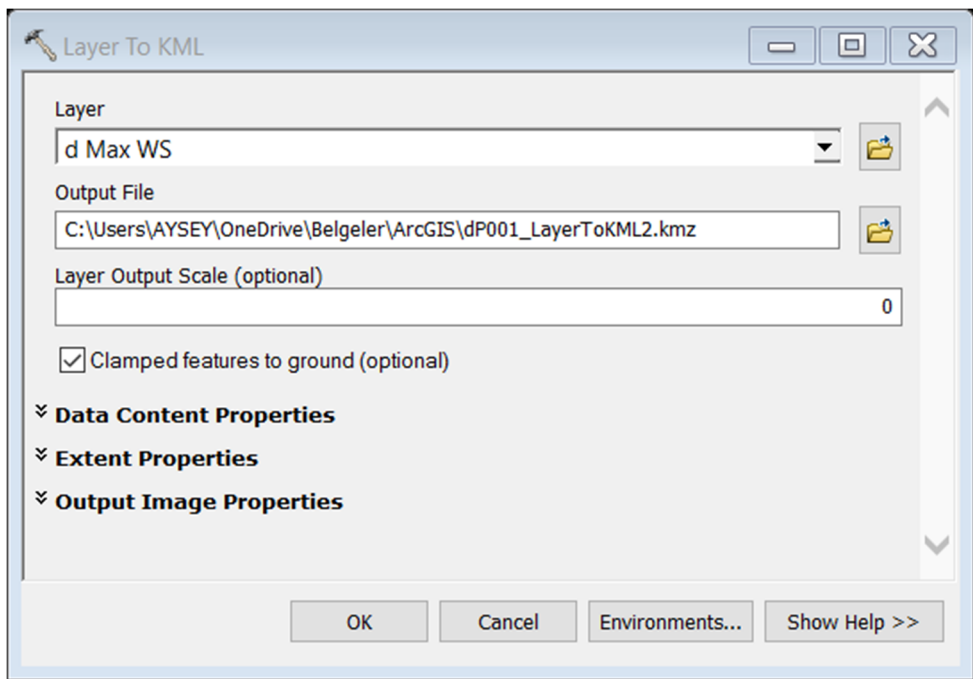 Layer To KML
Layer
d Max WS
Output File
C:\Users\AYSEY\OneDrive\Belgeler\ArcGIS\dP001_LayerToKML2.kmz
Layer Output Scale (optional)
0
Clamped features to ground (optional)
Data Content Properties
Extent Properties
Output Image Properties
OK
Cancel
Environments...
Show Help >>